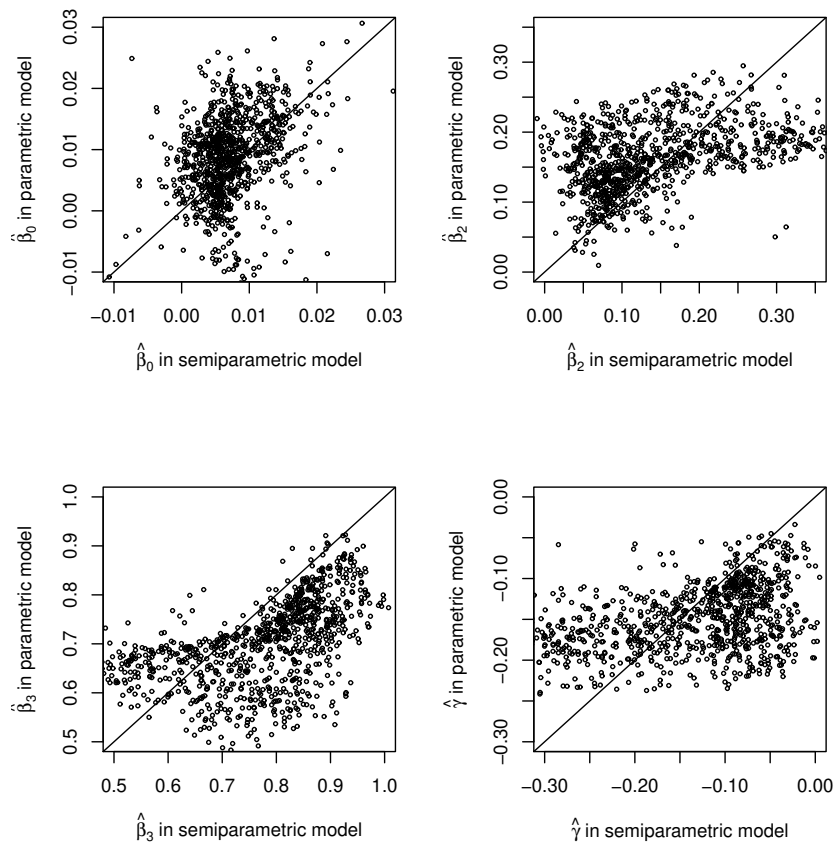 0.03
0.02
0.01
0.00
−0.01
β̂₀ in parametric model
−0.01 0.00 0.01 0.02 0.03
β̂₀ in semiparametric model
0.30
0.20
0.10
0.00
β̂₂ in parametric model
0.00 0.10 0.20 0.30
β̂₂ in semiparametric model
1.0
0.9
0.8
0.7
0.6
0.5
β̂₃ in parametric model
0.5 0.6 0.7 0.8 0.9 1.0
β̂₃ in semiparametric model
0.00
−0.10
−0.20
−0.30
γ̂ in parametric model
−0.30 −0.20 −0.10 0.00
γ̂ in semiparametric model